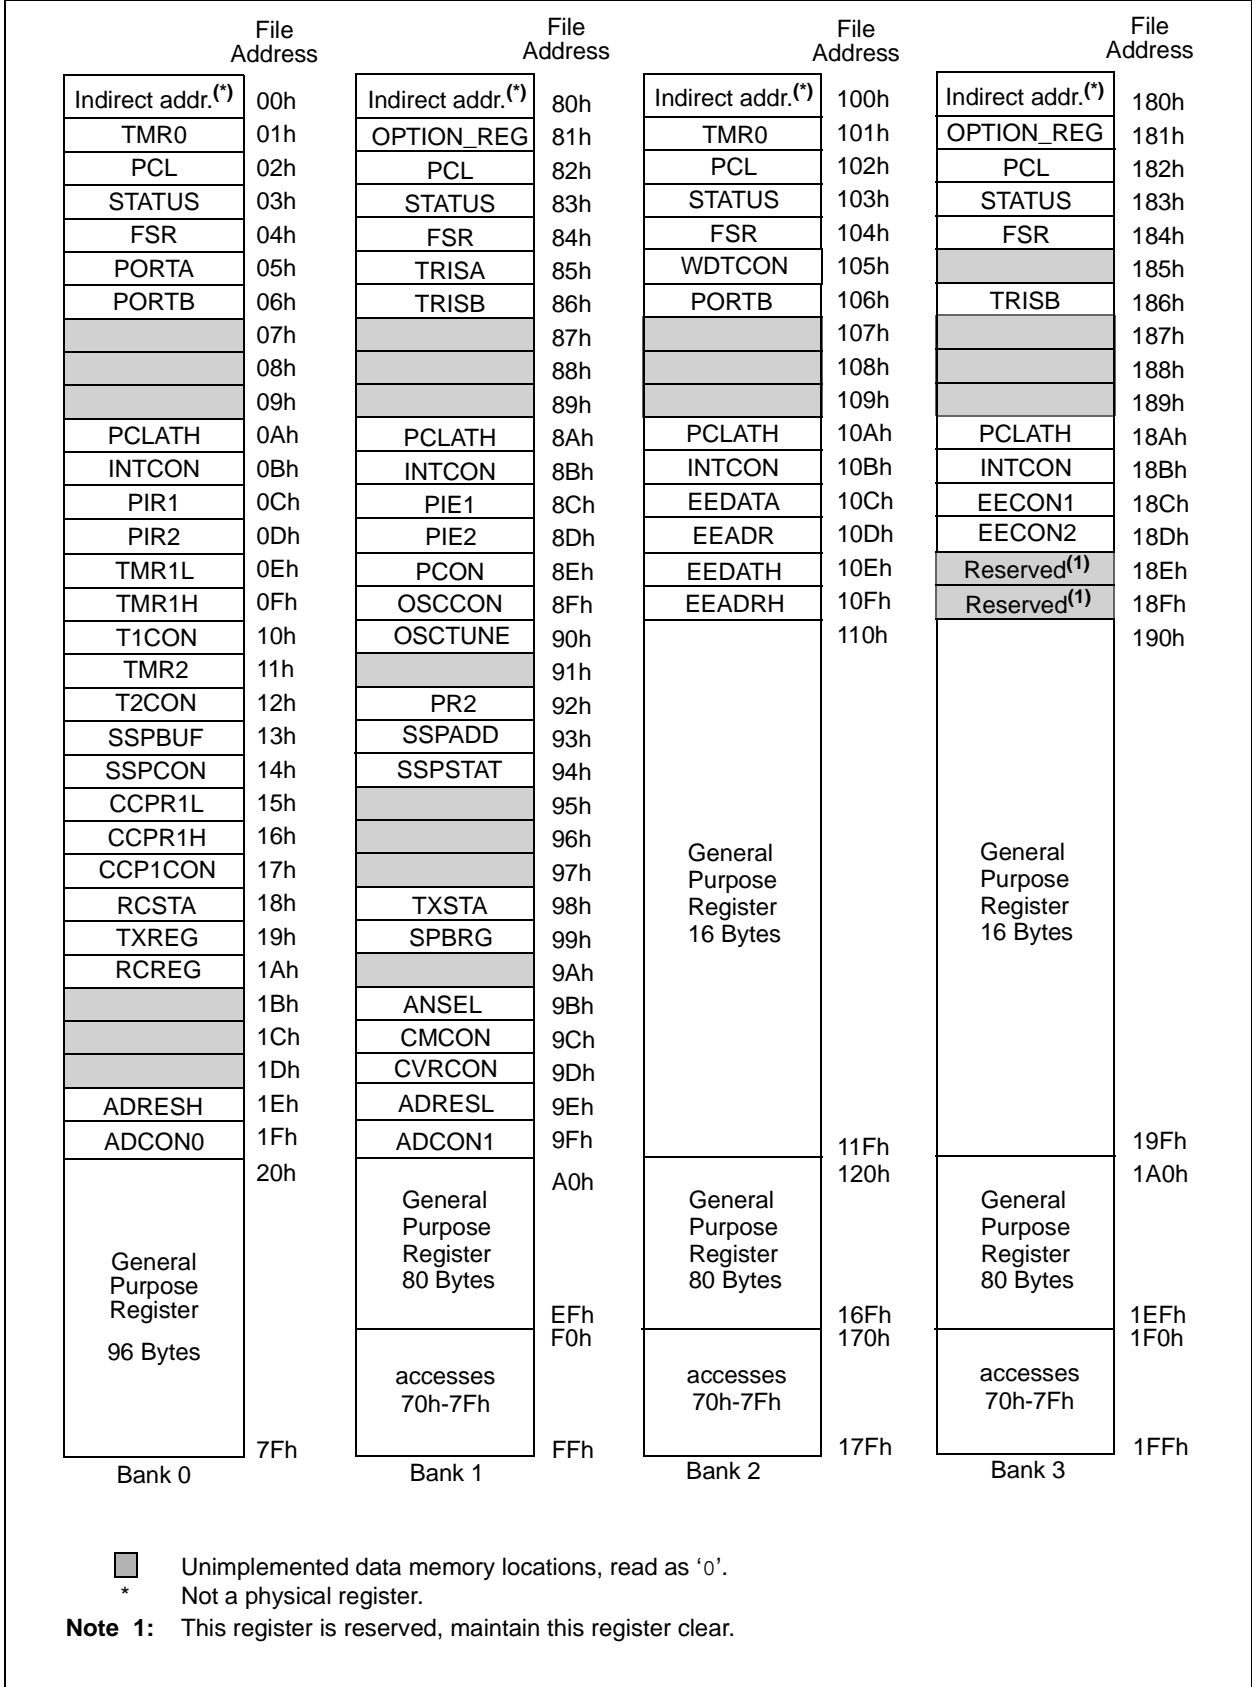 File Address File Address File Address File Address
Indirect addr.(*) 00h Indirect addr.(*) 80h Indirect addr.(*) 100h Indirect addr.(*) 180h
TMR0 01h OPTION_REG 81h TMR0 101h OPTION_REG 181h
PCL 02h PCL 82h PCL 102h PCL 182h
STATUS 03h STATUS 83h STATUS 103h STATUS 183h
FSR 04h FSR 84h FSR 104h FSR 184h
PORTA 05h TRISA 85h WDTCON 105h 185h
PORTB 06h TRISB 86h PORTB 106h TRISB 186h
07h 87h 107h 187h
08h 88h 108h 188h
09h 89h 109h 189h
PCLATH 0Ah PCLATH 8Ah PCLATH 10Ah PCLATH 18Ah
INTCON 0Bh INTCON 8Bh INTCON 10Bh INTCON 18Bh
PIR1 0Ch PIE1 8Ch EEDATA 10Ch EECON1 18Ch
PIR2 0Dh PIE2 8Dh EEADR 10Dh EECON2 18Dh
TMR1L 0Eh PCON 8Eh EEDATH 10Eh Reserved(1) 18Eh
TMR1H 0Fh OSCCON 8Fh EEADRH 10Fh Reserved(1) 18Fh
T1CON 10h OSCTUNE 90h 110h 190h
TMR2 11h 91h
T2CON 12h PR2 92h
SSPBUF 13h SSPADD 93h
SSPCON 14h SSPSTAT 94h
CCPR1L 15h 95h
CCPR1H 16h 96h
CCP1CON 17h 97h General Purpose Register 16 Bytes General Purpose Register 16 Bytes
RCSTA 18h TXSTA 98h
TXREG 19h SPBRG 99h
RCREG 1Ah 9Ah
1Bh ANSEL 9Bh
1Ch CMCON 9Ch
1Dh CVRCON 9Dh
ADRESH 1Eh ADRESL 9Eh
ADCON0 1Fh ADCON1 9Fh 11Fh 19Fh
20h A0h 120h 1A0h
General Purpose Register 96 Bytes General Purpose Register 80 Bytes General Purpose Register 80 Bytes General Purpose Register 80 Bytes
EFh 16Fh 1EFh
F0h 170h 1F0h
accesses 70h-7Fh accesses 70h-7Fh accesses 70h-7Fh
7Fh FFh 17Fh 1FFh
Bank 0 Bank 1 Bank 2 Bank 3
Unimplemented data memory locations, read as ‘0’.
* Not a physical register.
Note 1: This register is reserved, maintain this register clear.